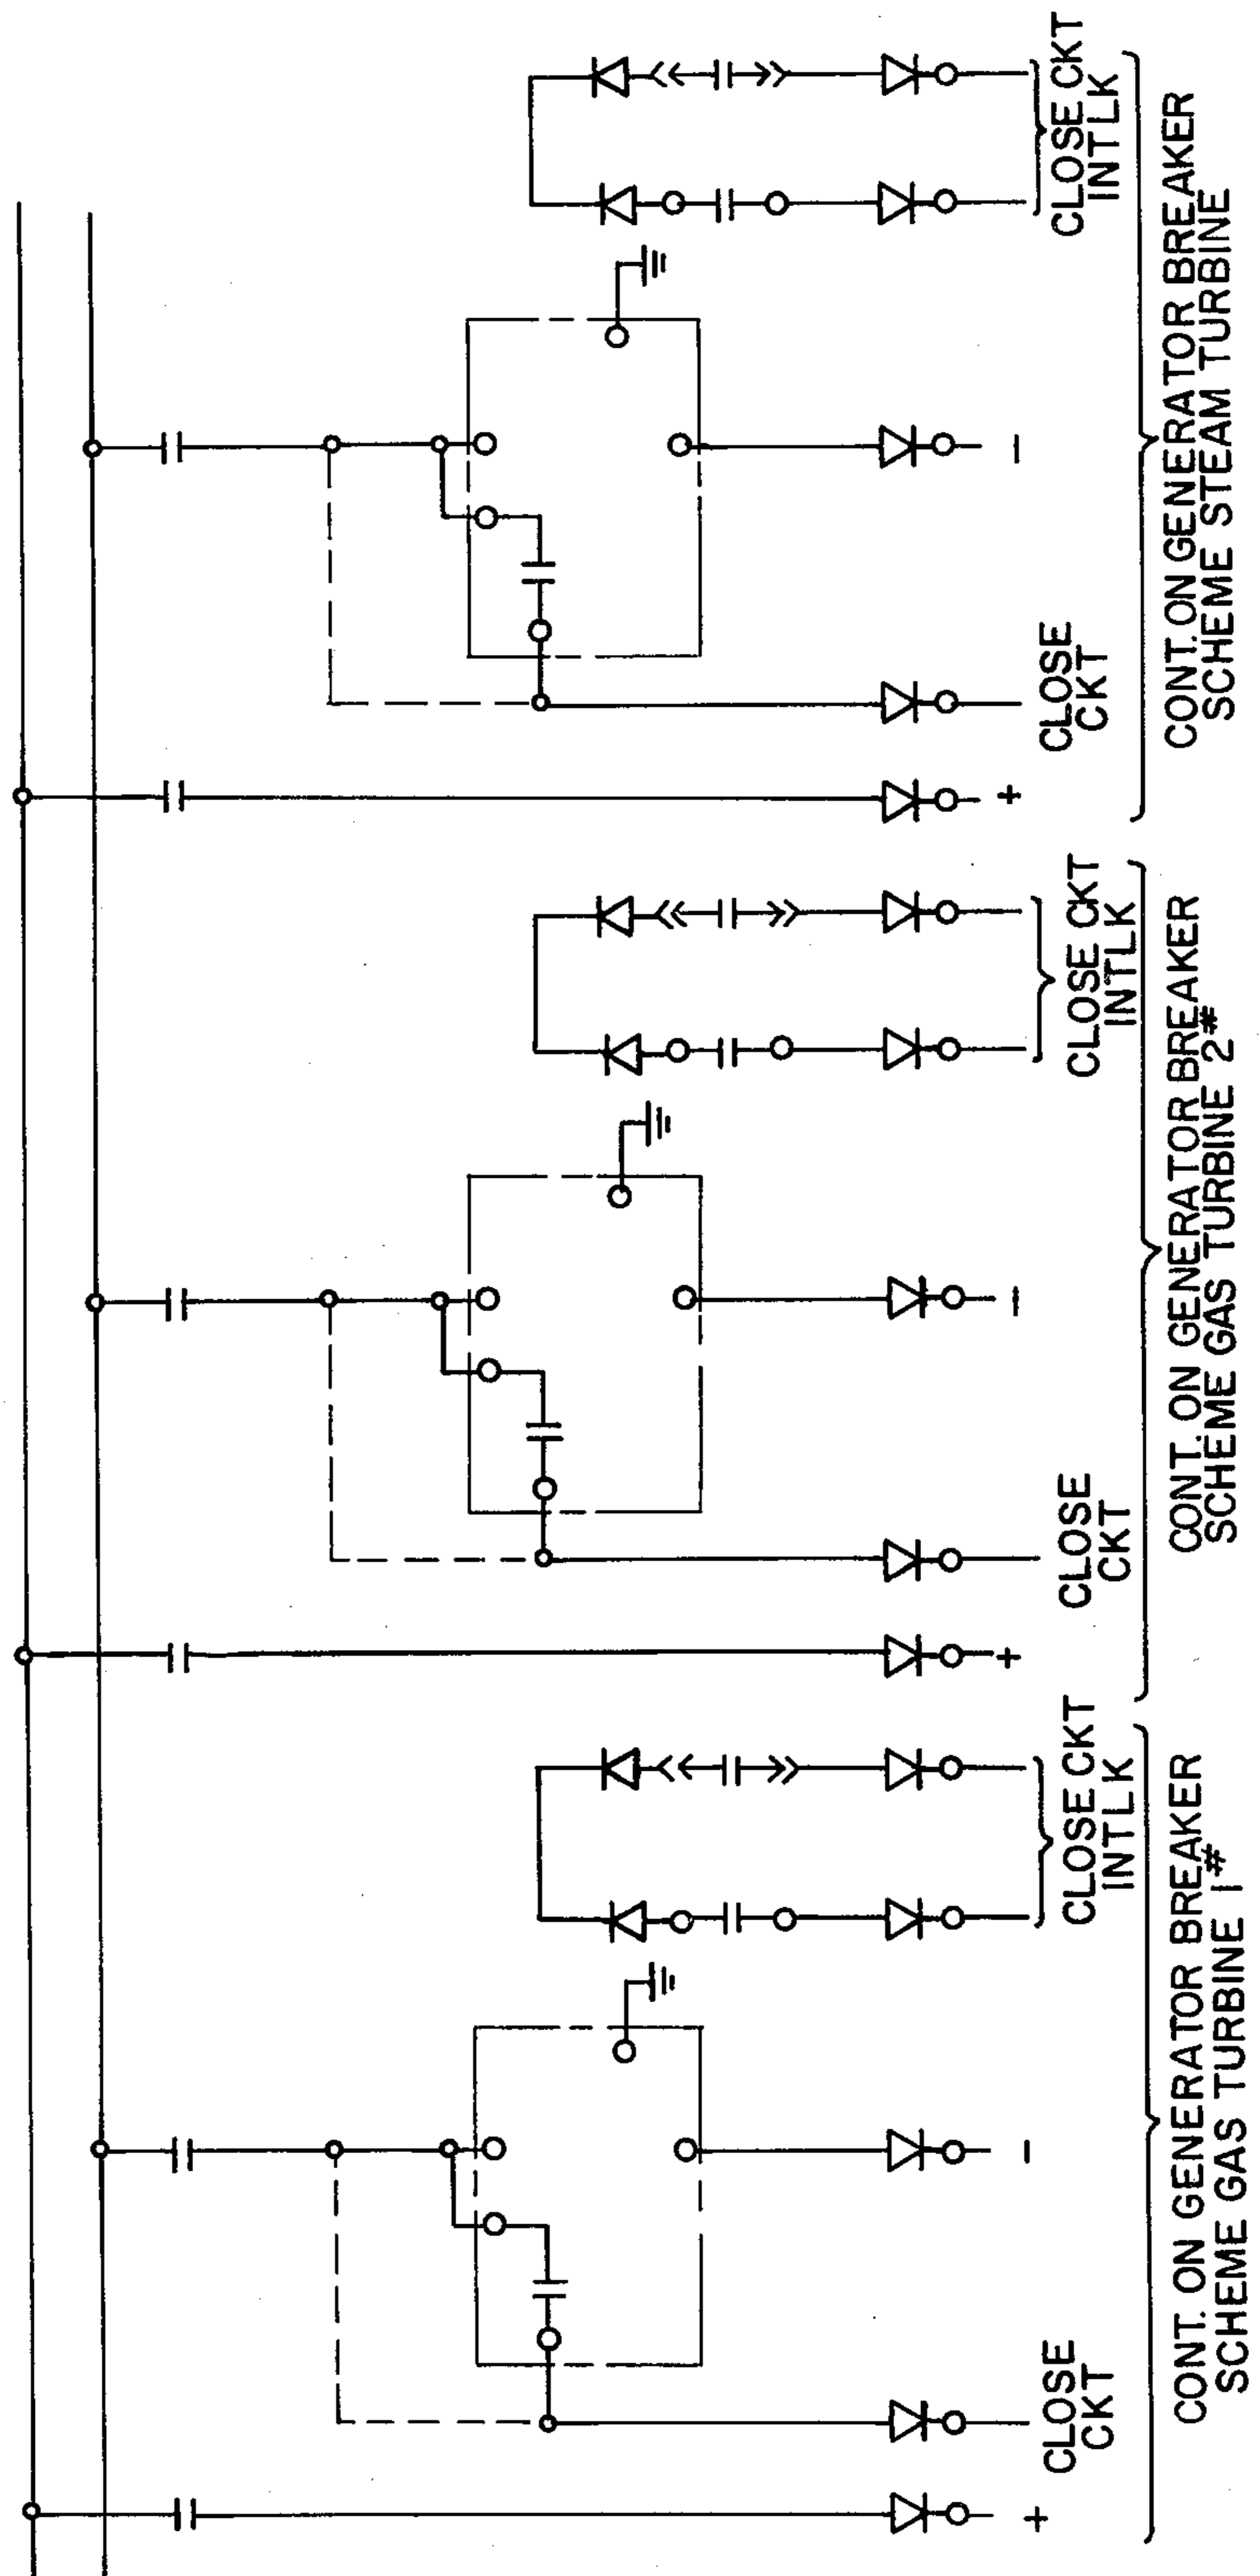 +
CLOSE
CKT
–
CLOSE CKT
INTLK
CONT. ON GENERATOR BREAKER
SCHEME GAS TURBINE 1#
+
CLOSE
CKT
–
CLOSE CKT
INTLK
CONT. ON GENERATOR BREAKER
SCHEME GAS TURBINE 2#
+
CLOSE
CKT
–
CLOSE CKT
INTLK
CONT. ON GENERATOR BREAKER
SCHEME STEAM TURBINE